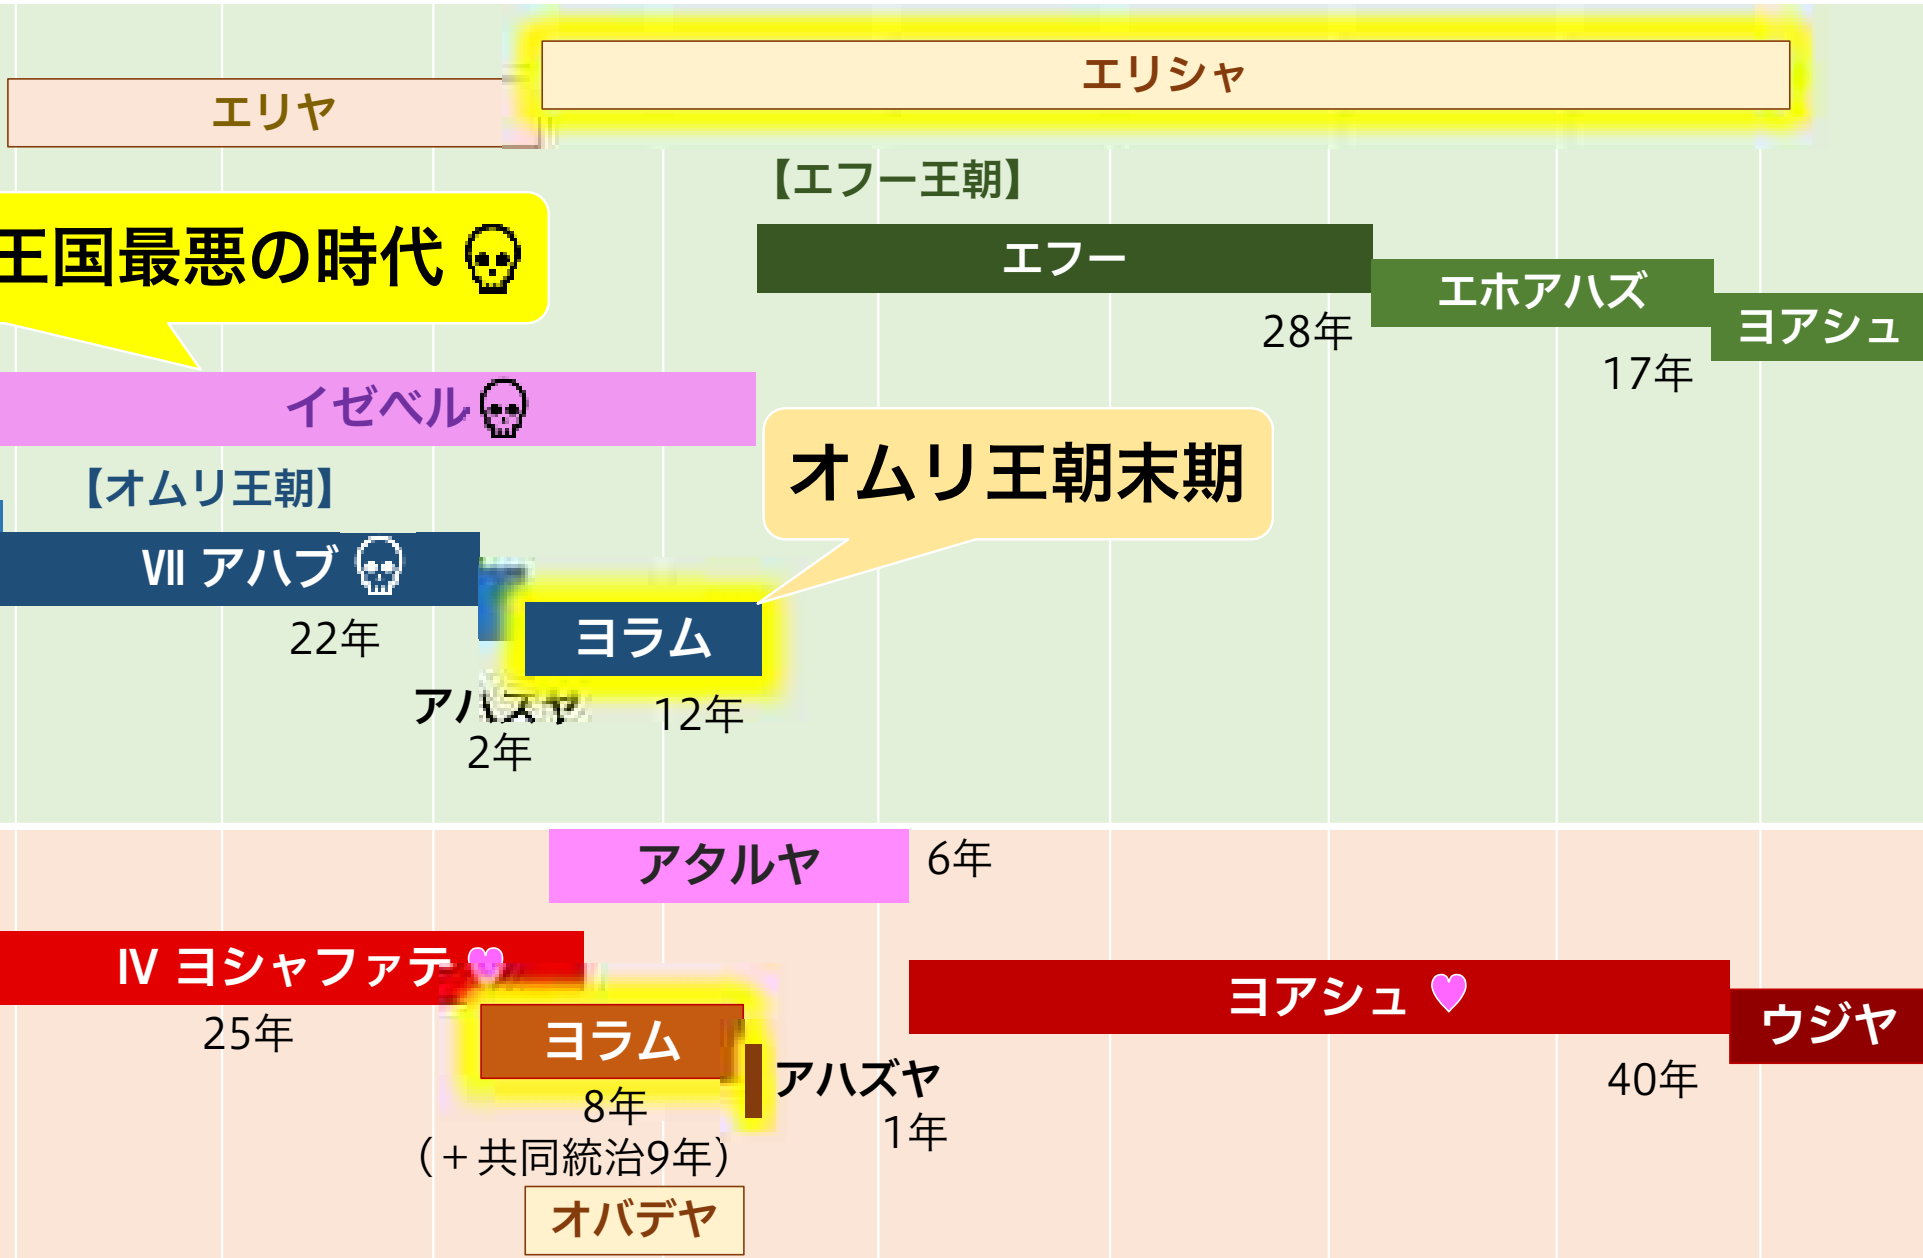 エリシャ
エリヤ
【エフー王朝】
王国最悪の時代
エフー
エホアハズ
ヨアシュ
28年
17年
イゼベル
オムリ王朝末期
【オムリ王朝】
Ⅶ アハブ
22年
ヨラム
アハズヤ
12年
2年
アタルヤ
6年
Ⅳ ヨシャファテ
25年
ヨラム
ヨアシュ
ウジヤ
8年
アハズヤ
1年
40年
（＋共同統治9年）
オバデヤ